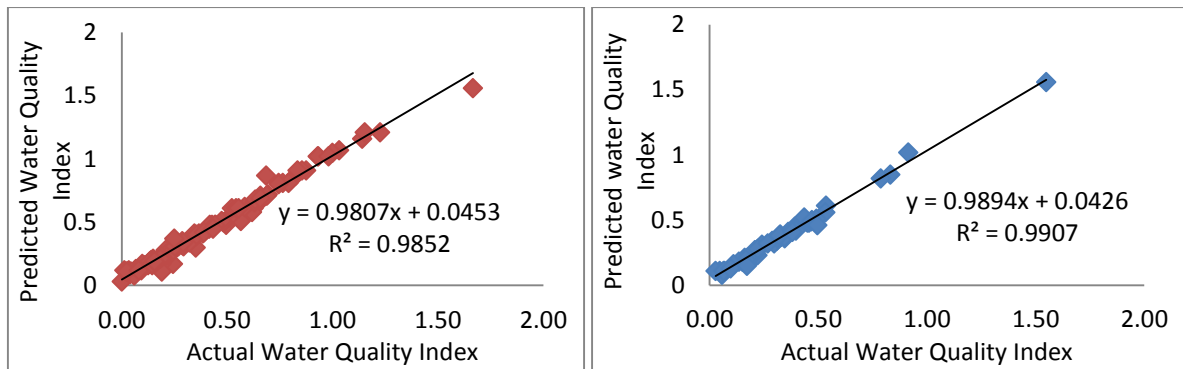 Predicted Water Quality
Index
2
1.5
1
0.5
0
y = 0.9807x + 0.0453
R² = 0.9852
0.00 0.50 1.00 1.50 2.00
Actual Water Quality Index
Predicted water Quality
Index
2
1.5
1
0.5
0
y = 0.9894x + 0.0426
R² = 0.9907
0.00 0.50 1.00 1.50 2.00
Actual Water Quality Index